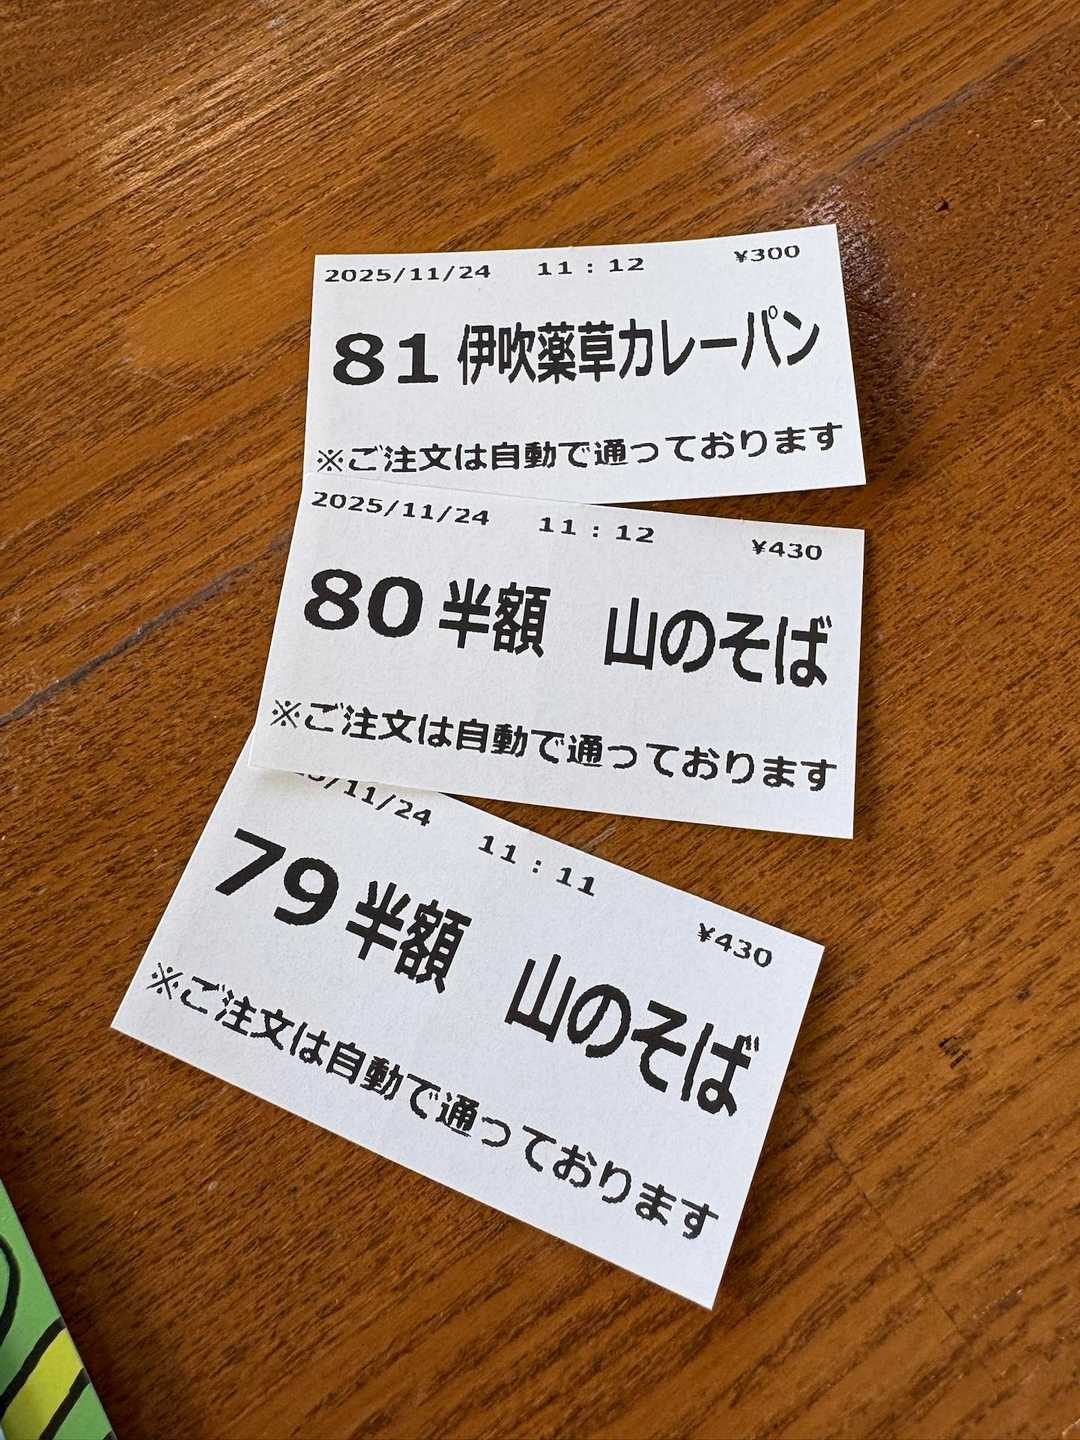 2025/11/24 11:12 ¥300
81 伊吹薬草カレーパン
※ご注文は自動で通っております
2025/11/24 11:12 ¥430
80 半額 山のそば
※ご注文は自動で通っております
/11/24 11:11 ¥430
79 半額 山のそば
※ご注文は自動で通っております